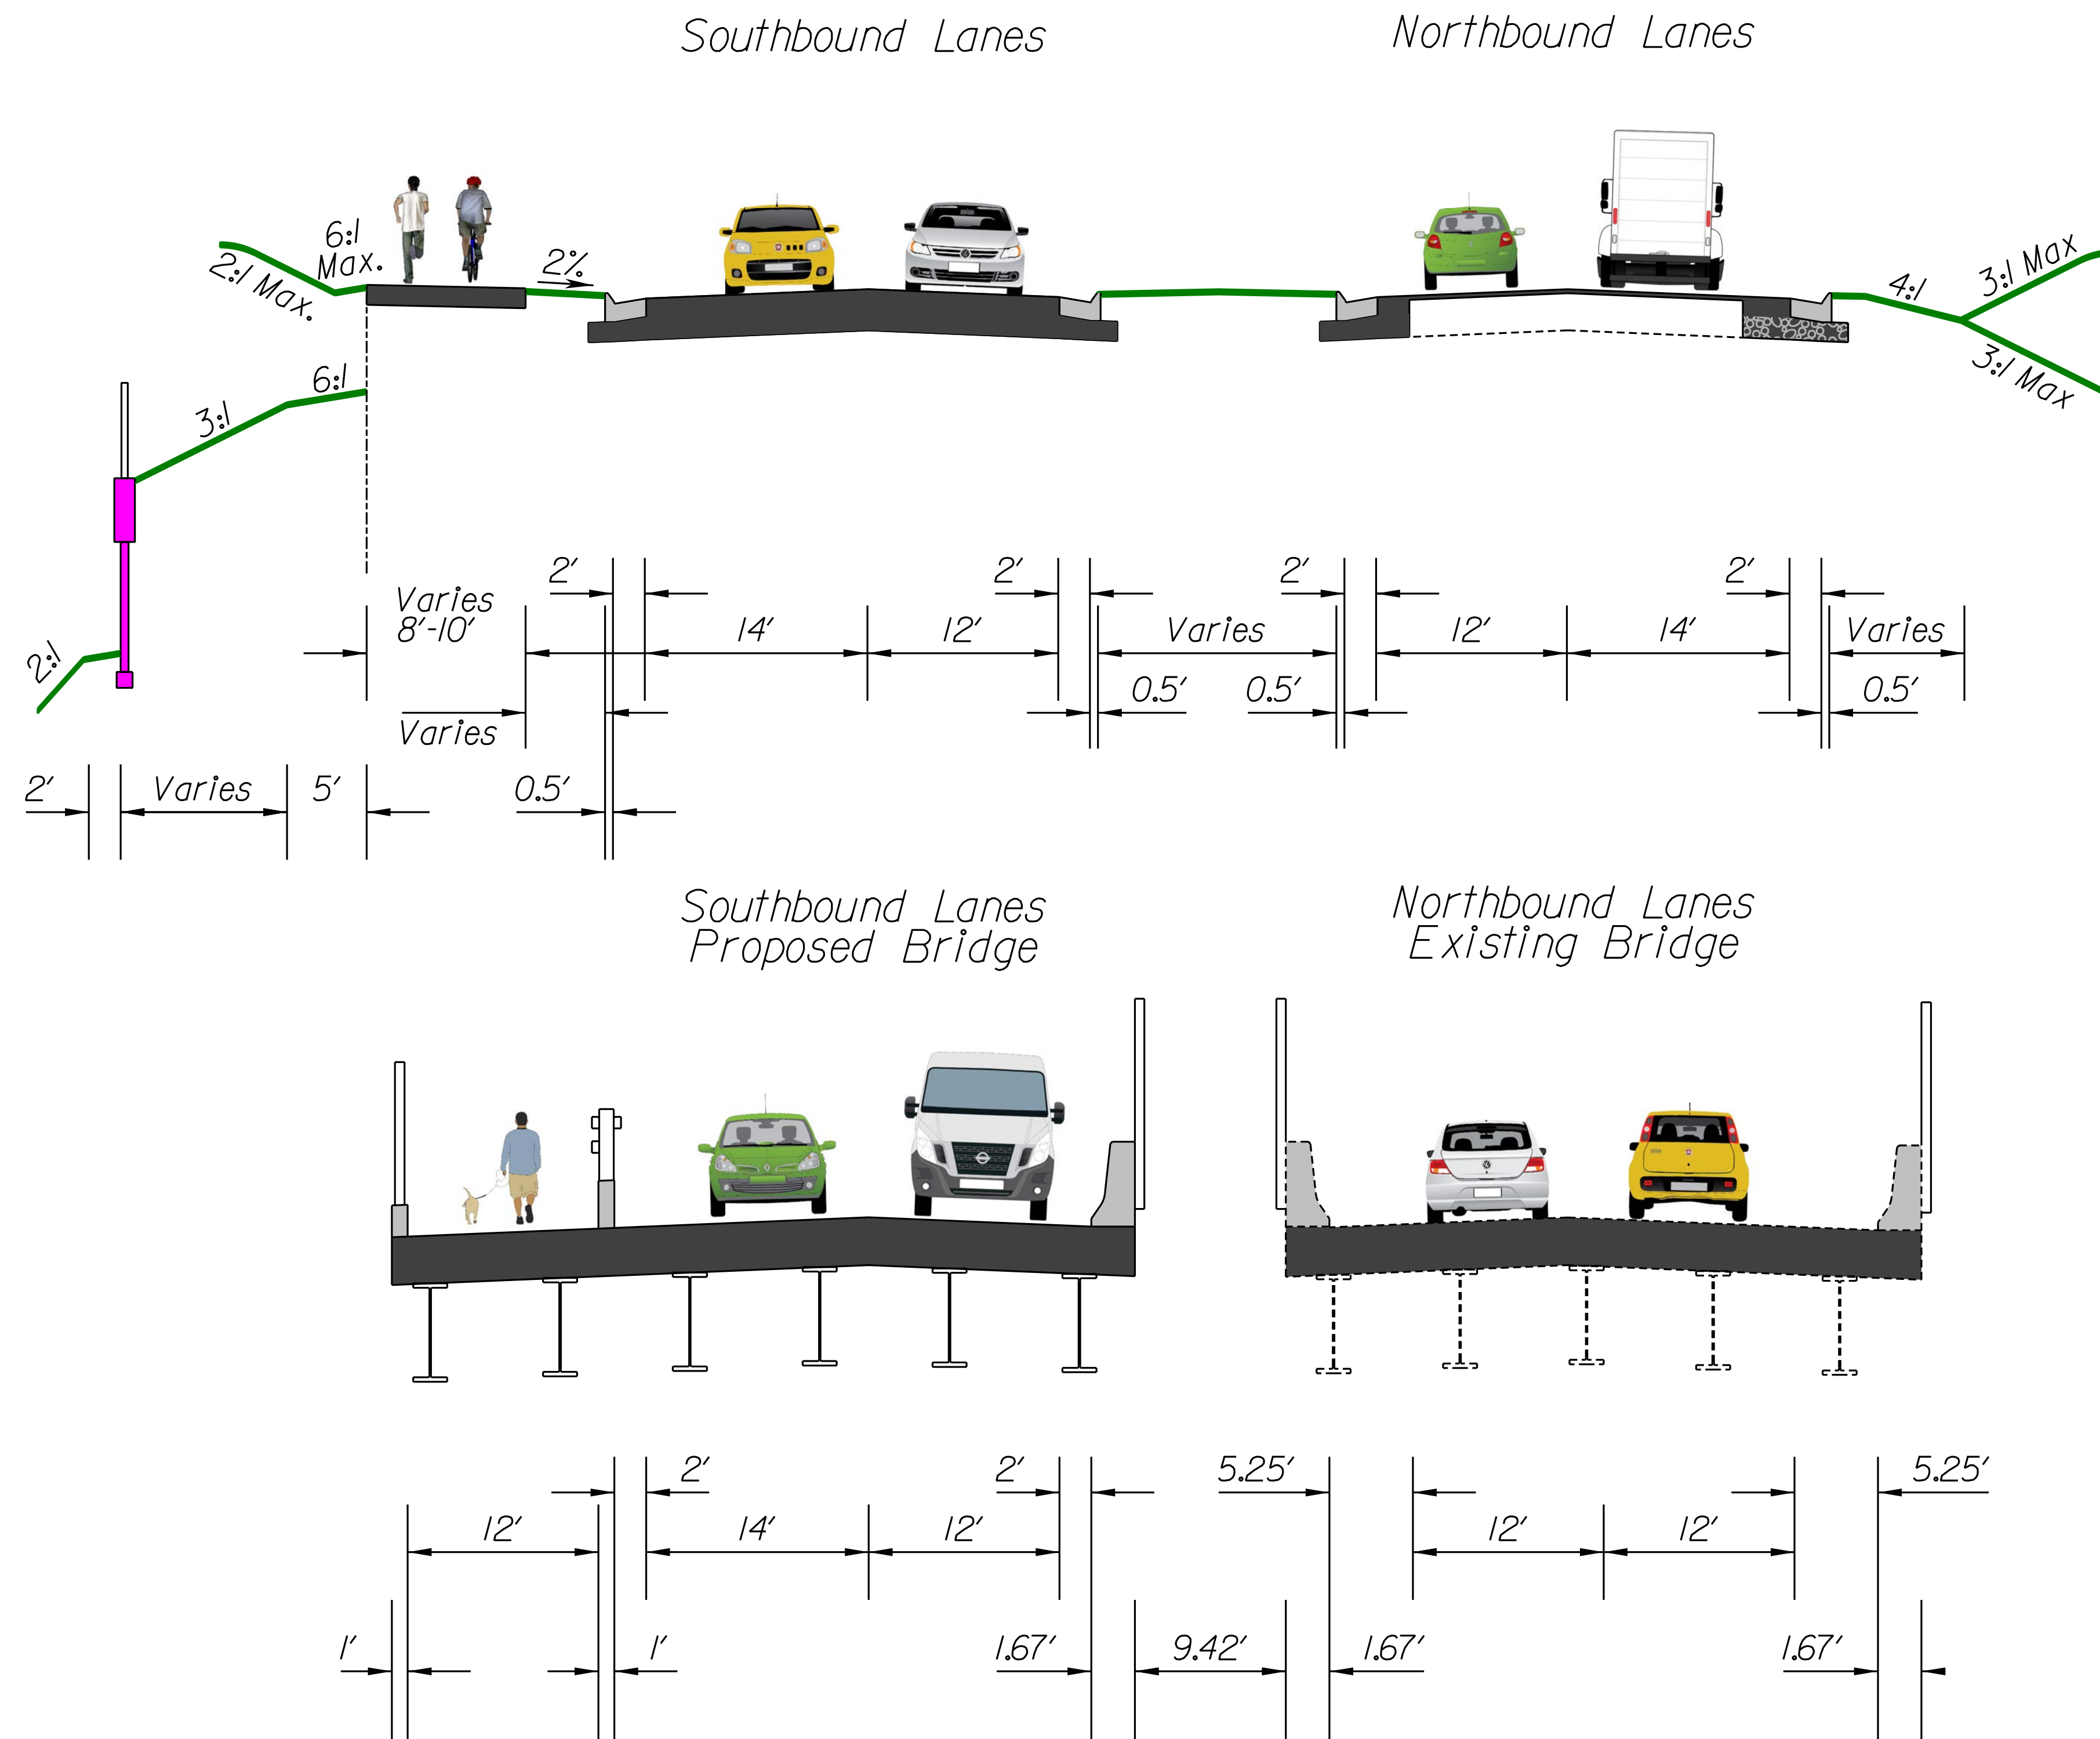 Southbound Lanes
Northbound Lanes
6:1
Max.
2:1 Max.
2%
4:1
3:1 Max
3:1 Max
6:1
3:1
2:1
2'
2'
2'
2'
Varies
8'-10'
14'
12'
Varies
12'
14'
Varies
0.5'
0.5'
0.5'
Varies
2'
Varies
5'
0.5'
Southbound Lanes
Proposed Bridge
Northbound Lanes
Existing Bridge
2'
2'
5.25'
5.25'
12'
14'
12'
12'
12'
1'
1'
1.67'
9.42'
1.67'
1.67'